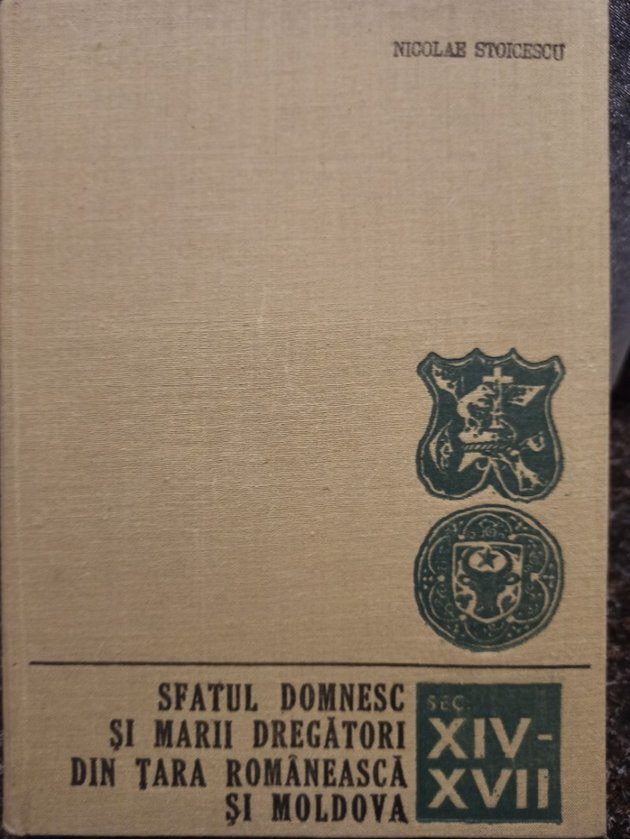 NICOLAE STOICESCU
SFATUL DOMNESC
ŞI MARII DREGĂTORI
DIN ŢARA ROMÂNEASCĂ
ŞI MOLDOVA
SEC.
XIV-
XVII